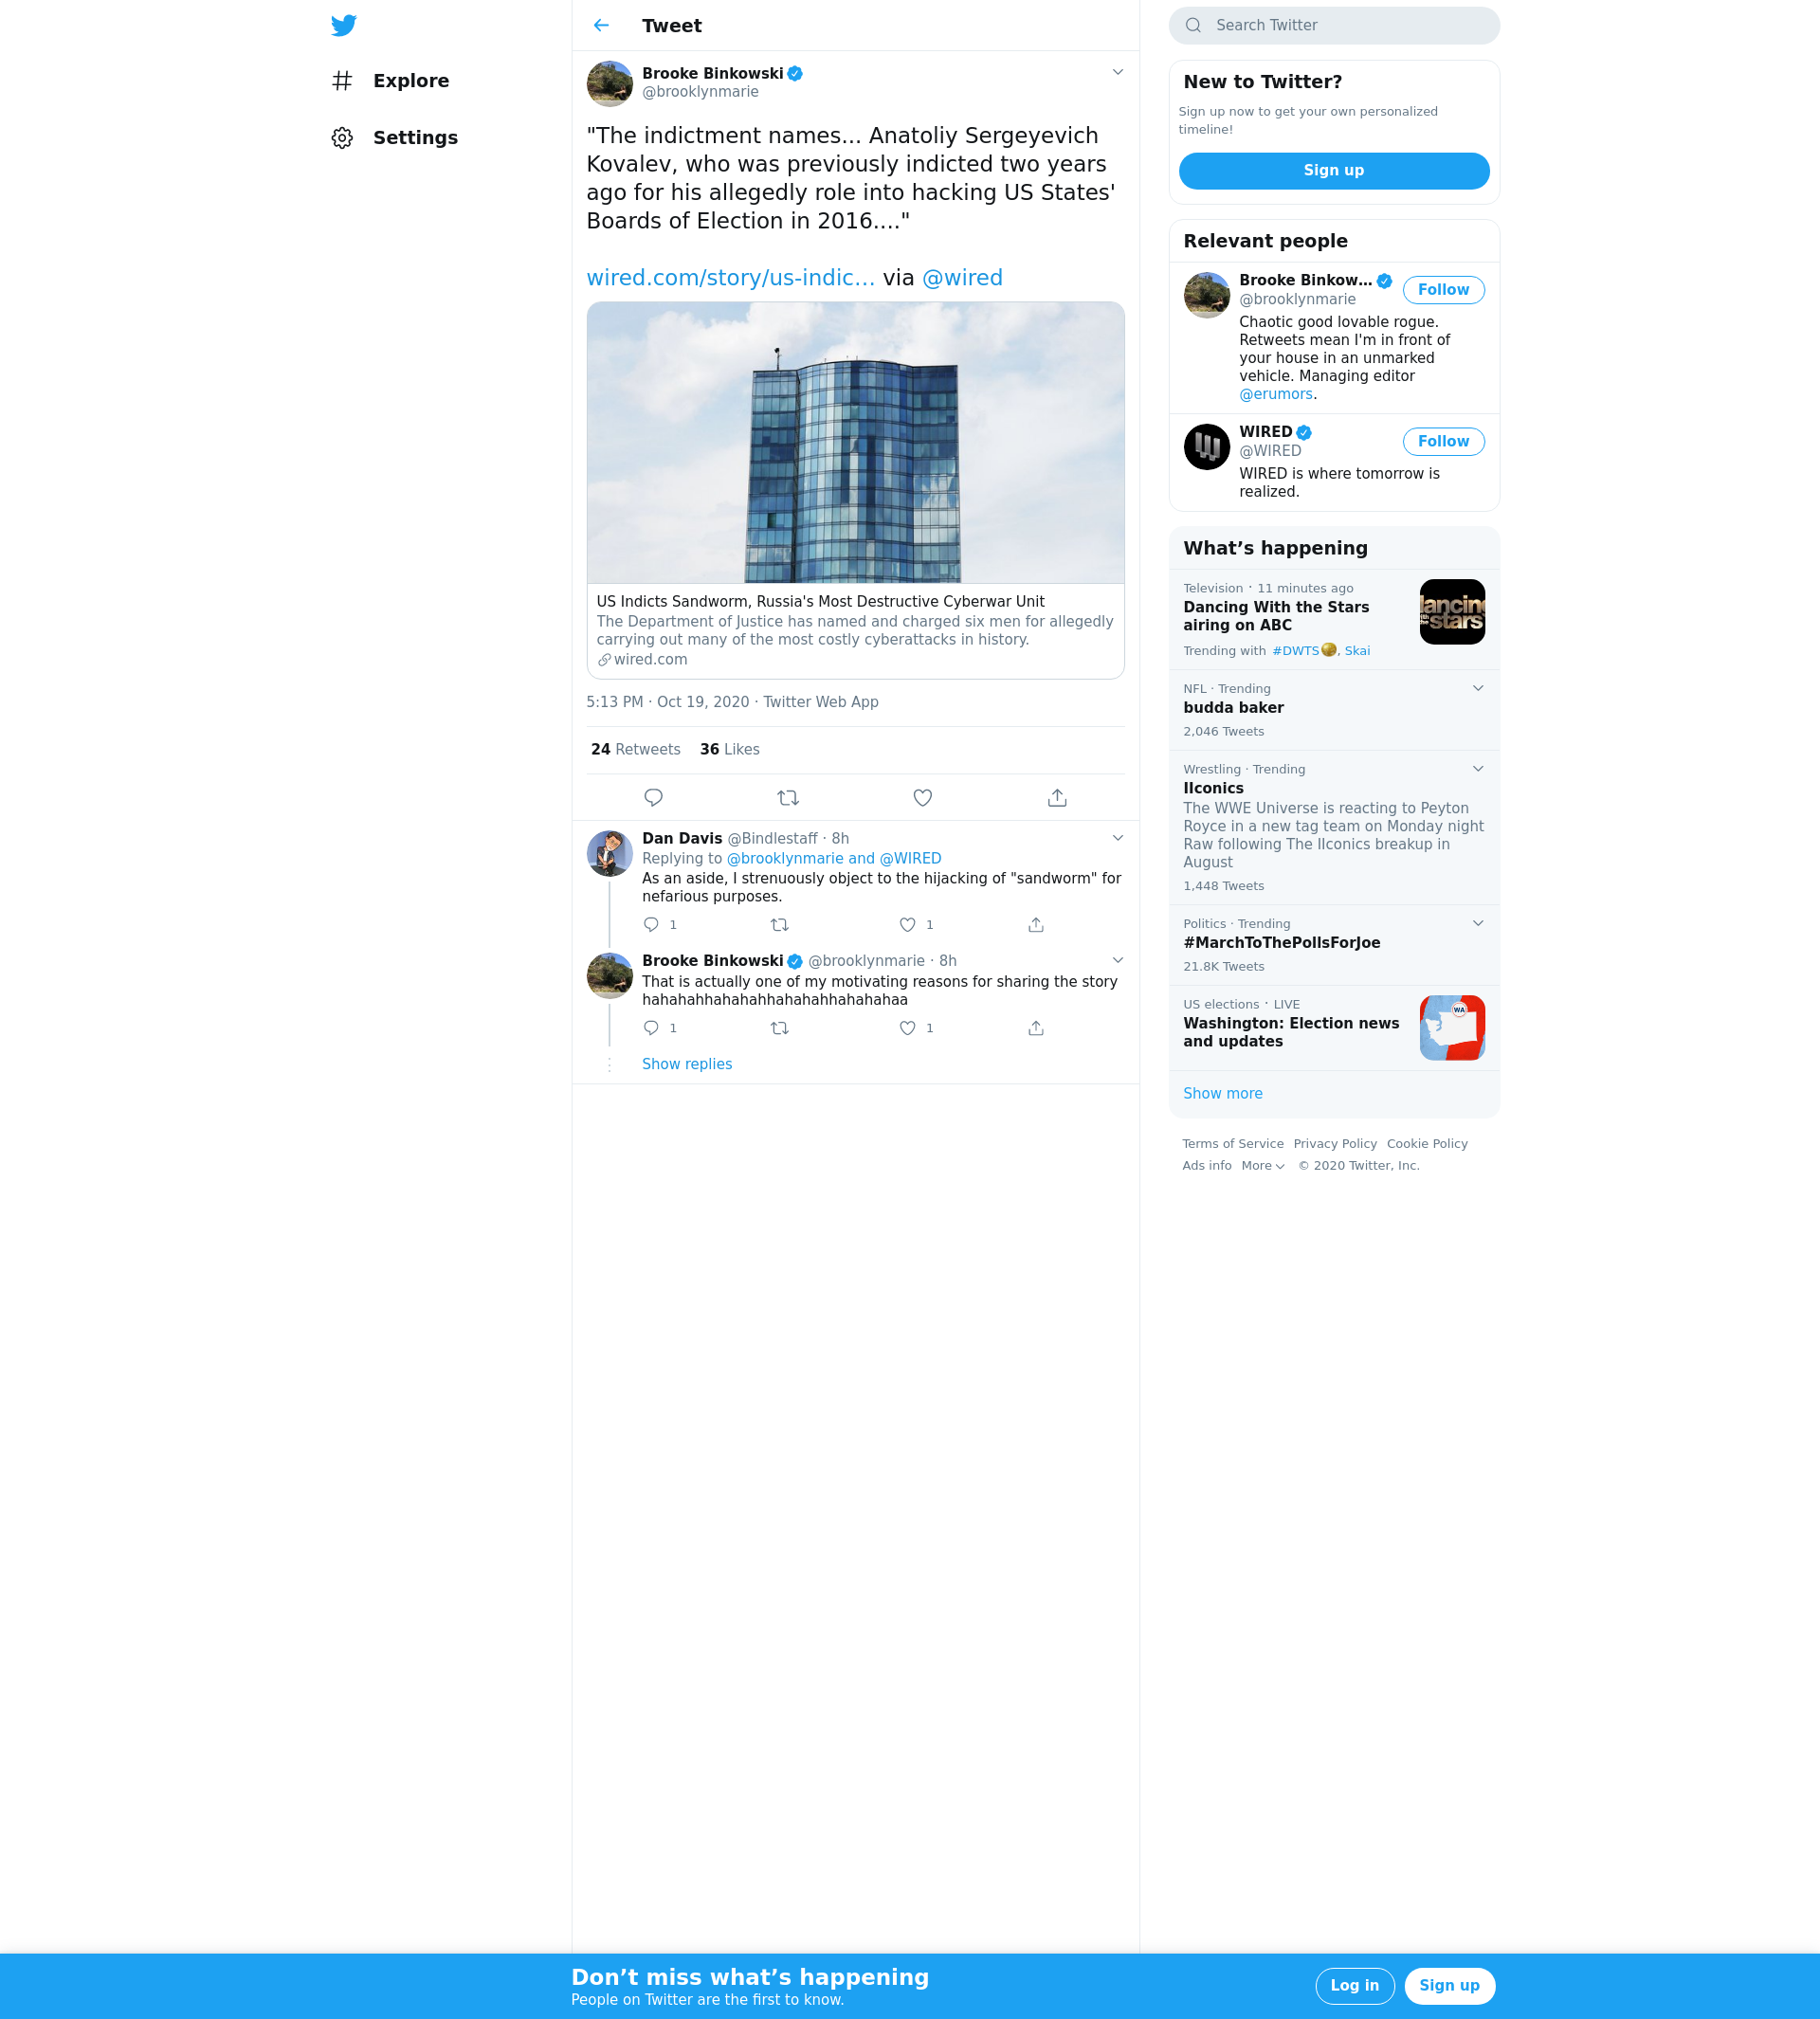 Explore
Settings
Tweet
Brooke Binkowski
@brooklynmarie
"The indictment names... Anatoliy Sergeyevich
Kovalev, who was previously indicted two years
ago for his allegedly role into hacking US States'
Boards of Election in 2016...."
wired.com/story/us-indic… via @wired
US Indicts Sandworm, Russia's Most Destructive Cyberwar Unit
The Department of Justice has named and charged six men for allegedly
carrying out many of the most costly cyberattacks in history.
wired.com
5:13 PM · Oct 19, 2020 · Twitter Web App
24 Retweets 36 Likes
Dan Davis @Bindlestaff · 8h
Replying to @brooklynmarie and @WIRED
As an aside, I strenuously object to the hijacking of "sandworm" for
nefarious purposes.
1 1
Brooke Binkowski @brooklynmarie · 8h
That is actually one of my motivating reasons for sharing the story
hahahahhahahahhahahahhahahahaa
1 1
Show replies
Search Twitter
New to Twitter?
Sign up now to get your own personalized
timeline!
Sign up
Relevant people
Brooke Binkow…
Follow
@brooklynmarie
Chaotic good lovable rogue.
Retweets mean I'm in front of
your house in an unmarked
vehicle. Managing editor
@erumors.
WIRED
Follow
@WIRED
WIRED is where tomorrow is
realized.
What’s happening
Television · 11 minutes ago
Dancing With the Stars
airing on ABC
Trending with #DWTS, Skai
dancing
with the stars
NFL · Trending
budda baker
2,046 Tweets
Wrestling · Trending
IIconics
The WWE Universe is reacting to Peyton
Royce in a new tag team on Monday night
Raw following The IIconics breakup in
August
1,448 Tweets
Politics · Trending
#MarchToThePollsForJoe
21.8K Tweets
US elections · LIVE
Washington: Election news
and updates
WA
Show more
Terms of Service Privacy Policy Cookie Policy
Ads info More © 2020 Twitter, Inc.
Don’t miss what’s happening
People on Twitter are the first to know.
Log in
Sign up